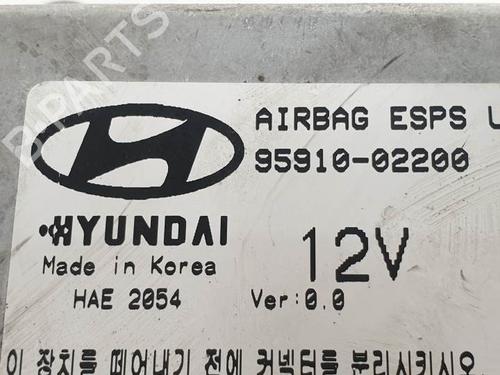 AIRBAG ESPS U
95910-02200
HYUNDAI
Made in Korea
12V
HAE 2054
Ver:0.0
이 장치를 떼어내기 전에 커넥터를 분리시키시오
B-PARTS